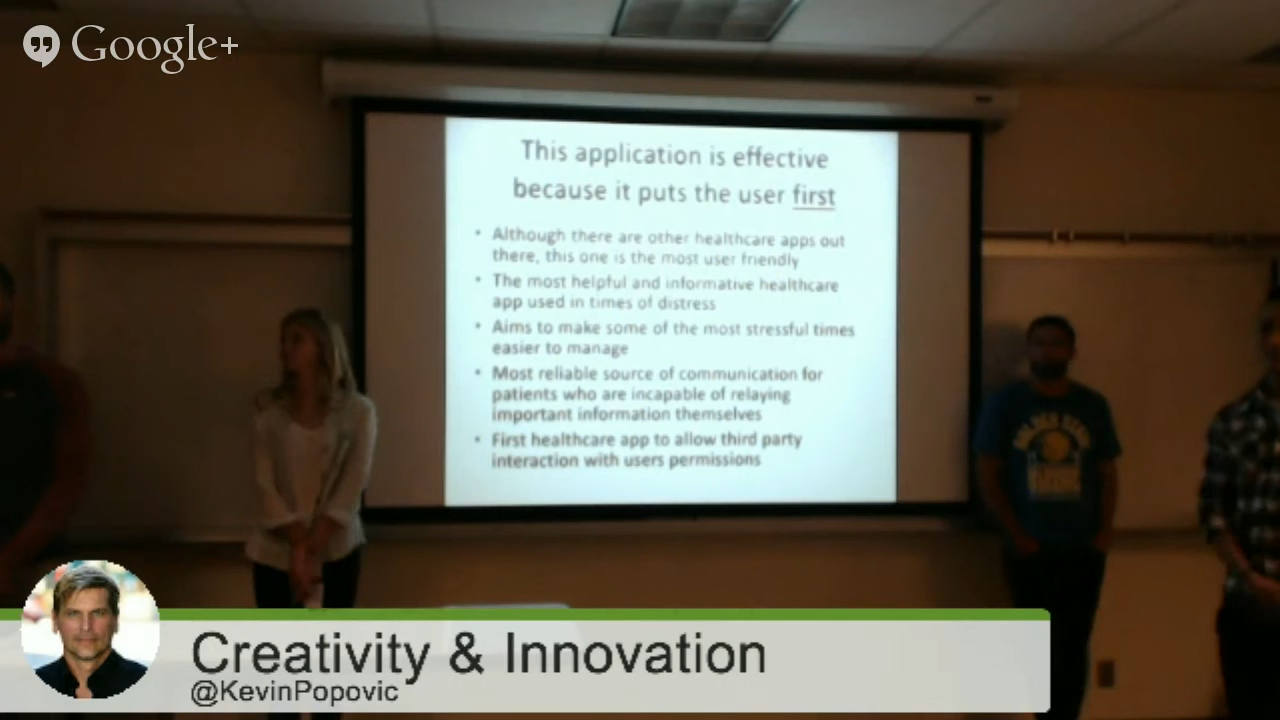 Google+
This application is effective
because it puts the user first
• Although there are other healthcare apps out
there, this one is the most user friendly
• The most helpful and informative healthcare
app used in times of distress
• Aims to make some of the most stressful times
easier to manage
• Most reliable source of communication for
patients who are incapable of relaying
important information themselves
• First healthcare app to allow third party
interaction with users permissions
GOLDEN STATE
Creativity & Innovation
@KevinPopovic